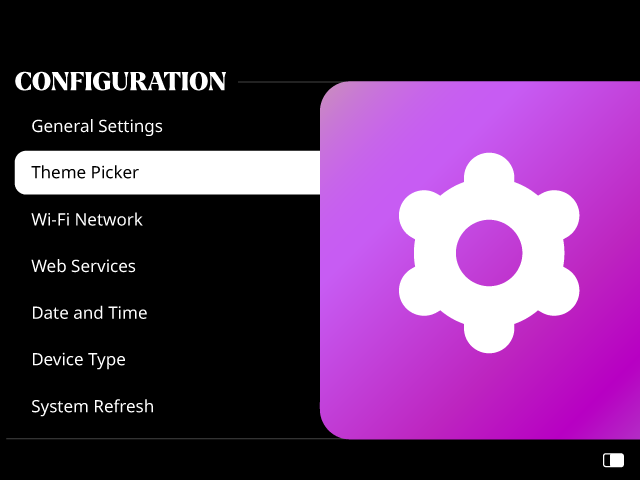 CONFIGURATION
General Settings
Theme Picker
Wi-Fi Network
Web Services
Date and Time
Device Type
System Refresh